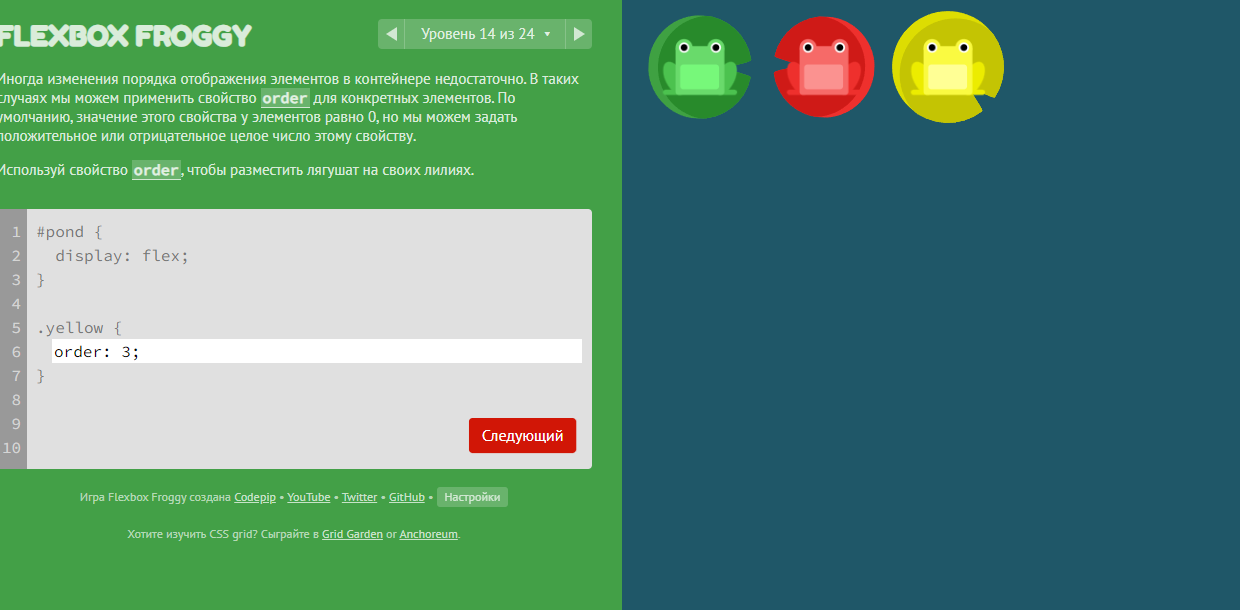 FLEXBOX FROGGY
Уровень 14 из 24
Иногда изменения порядка отображения элементов в контейнере недостаточно. В таких
случаях мы можем применить свойство order для конкретных элементов. По
умолчанию, значение этого свойства у элементов равно 0, но мы можем задать
положительное или отрицательное целое число этому свойству.
Используй свойство order, чтобы разместить лягушат на своих лилиях.
1 #pond {
2 display: flex;
3 }
4
5 .yellow {
6 order: 3;
7 }
8
9
10
Следующий
Игра Flexbox Froggy создана Codepip • YouTube • Twitter • GitHub • Настройки
Хотите изучить CSS grid? Сыграйте в Grid Garden or Anchoreum.